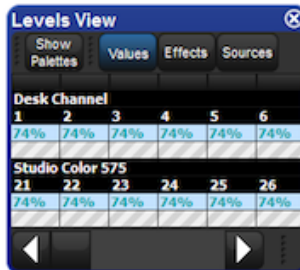 Levels View
Show Palettes Values Effects Sources
Desk Channel
1 2 3 4 5 6
74% 74% 74% 74% 74% 74%
Studio Color 575
21 22 23 24 25 26
74% 74% 74% 74% 74% 74%